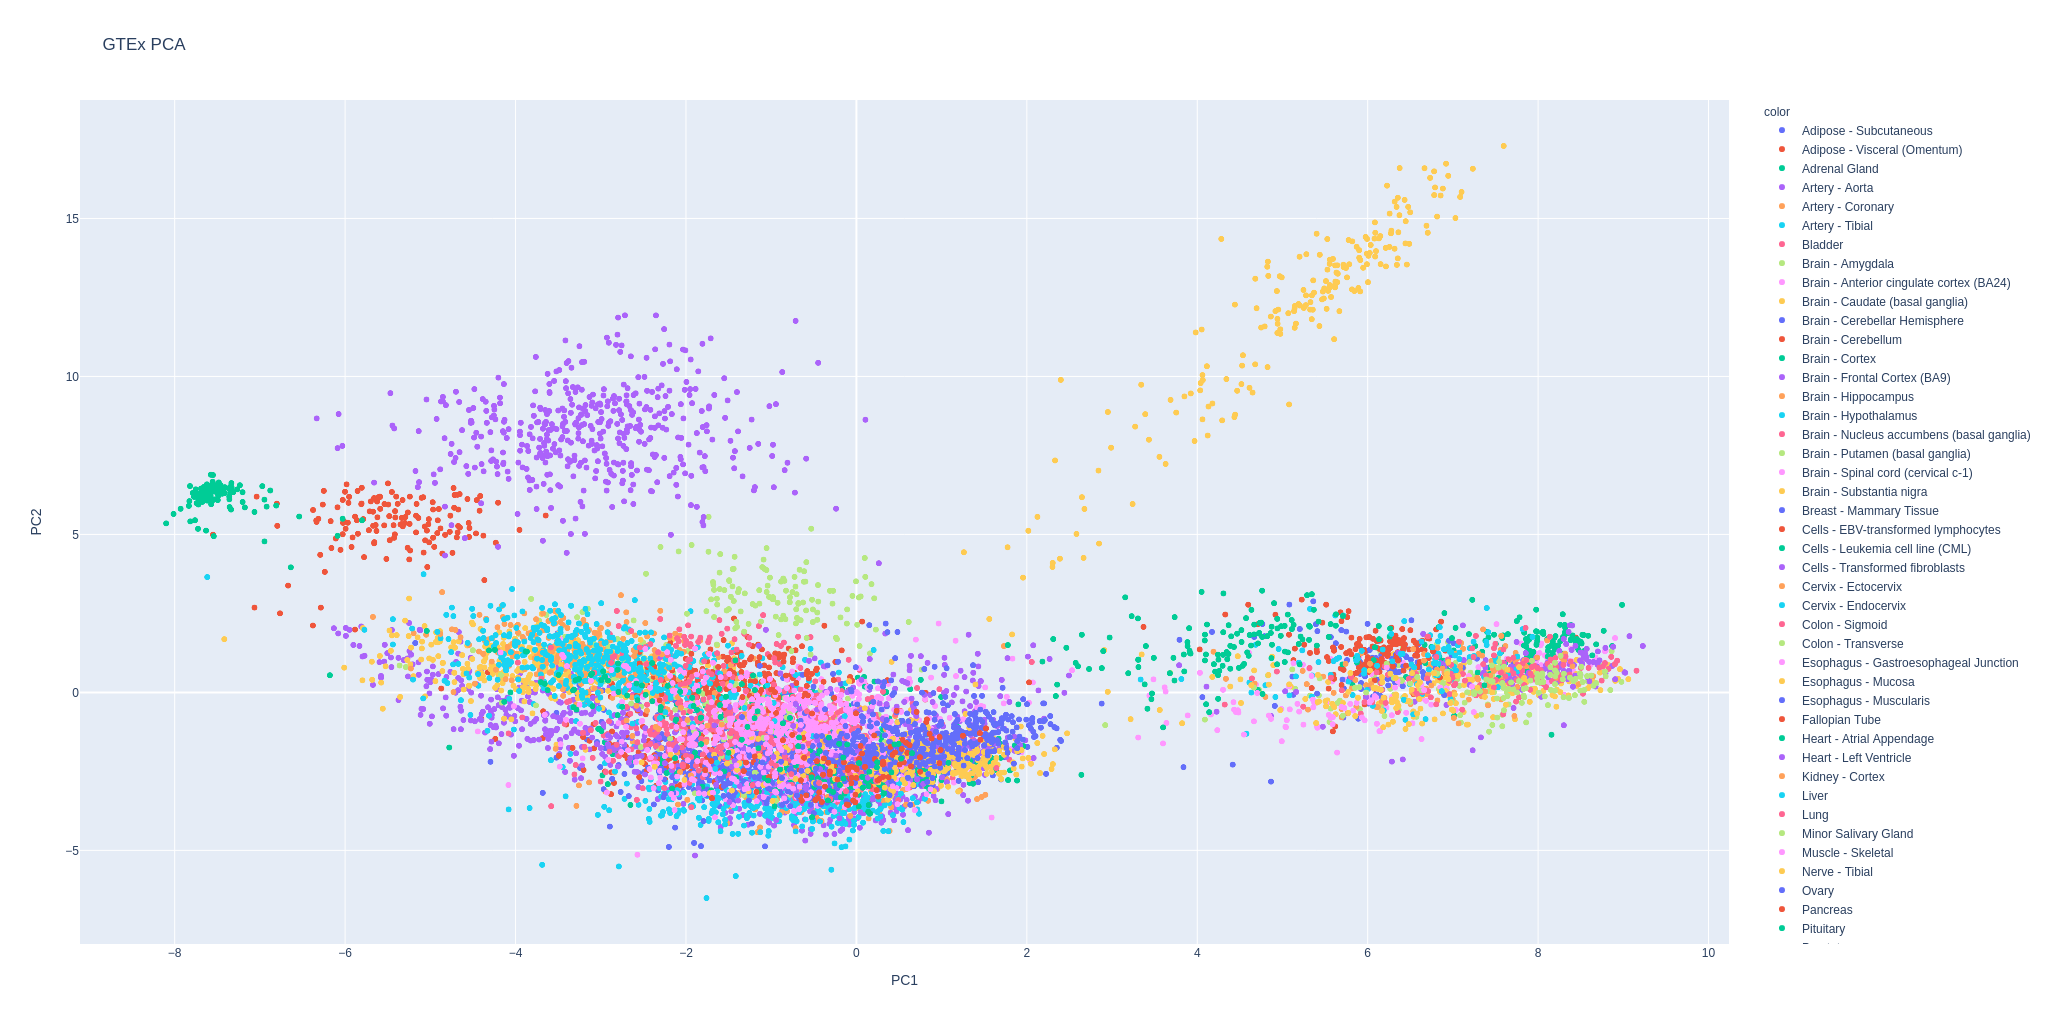 GTEx PCA
color
Adipose - Subcutaneous
Adipose - Visceral (Omentum)
Adrenal Gland
Artery - Aorta
Artery - Coronary
Artery - Tibial
Bladder
Brain - Amygdala
Brain - Anterior cingulate cortex (BA24)
Brain - Caudate (basal ganglia)
Brain - Cerebellar Hemisphere
Brain - Cerebellum
Brain - Cortex
Brain - Frontal Cortex (BA9)
Brain - Hippocampus
Brain - Hypothalamus
Brain - Nucleus accumbens (basal ganglia)
Brain - Putamen (basal ganglia)
Brain - Spinal cord (cervical c-1)
Brain - Substantia nigra
Breast - Mammary Tissue
Cells - EBV-transformed lymphocytes
Cells - Leukemia cell line (CML)
Cells - Transformed fibroblasts
Cervix - Ectocervix
Cervix - Endocervix
Colon - Sigmoid
Colon - Transverse
Esophagus - Gastroesophageal Junction
Esophagus - Mucosa
Esophagus - Muscularis
Fallopian Tube
Heart - Atrial Appendage
Heart - Left Ventricle
Kidney - Cortex
Liver
Lung
Minor Salivary Gland
Muscle - Skeletal
Nerve - Tibial
Ovary
Pancreas
Pituitary
15
10
5
0
−5
PC2
−8 −6 −4 −2 0 2 4 6 8 10
PC1